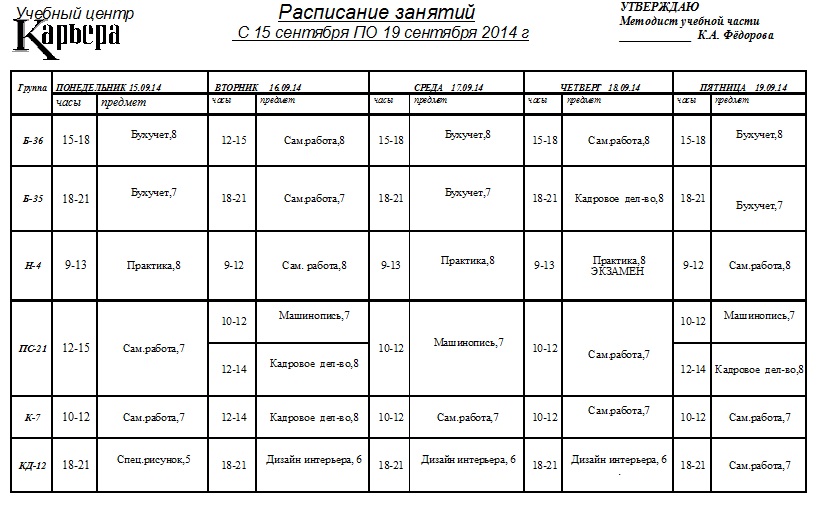 Учебный центр
Карьера
Расписание занятий
С 15 сентября ПО 19 сентября 2014 г
УТВЕРЖДАЮ
Методист учебной части
____________ К.А. Фёдорова
Группа ПОНЕДЕЛЬНИК 15.09.14 ВТОРНИК 16.09.14 СРЕДА 17.09.14 ЧЕТВЕРГ 18.09.14 ПЯТНИЦА 19.09.14
часы предмет часы предмет часы предмет часы предмет часы предмет
Б-36 15-18 Бухучет,8 12-15 Сам.работа,8 15-18 Бухучет,8 15-18 Сам.работа,8 15-18 Бухучет,8
Б-35 18-21 Бухучет,7 18-21 Сам.работа,7 18-21 Бухучет,7 18-21 Кадровое дел-во,8 18-21 Бухучет,7
Н-4 9-13 Практика,8 9-12 Сам. работа,8 9-13 Практика,8 9-13 Практика,8 9-12 Сам.работа,8
ЭКЗАМЕН
10-12 Машинопись,7 10-12 Машинопись,7
ПС-21 12-15 Сам.работа,7 10-12 Машинопись,7 10-12 Сам.работа,7
12-14 Кадровое дел-во,8 12-14 Кадровое дел-во,8
К-7 10-12 Сам.работа,7 12-14 Кадровое дел-во,8 10-12 Сам.работа,7 10-12 Сам.работа,7 10-12 Сам.работа,7
КД-12 18-21 Спец.рисунок,5 18-21 Дизайн интерьера, 6 18-21 Дизайн интерьера, 6 18-21 Дизайн интерьера, 6 18-21 Сам.работа,7
.